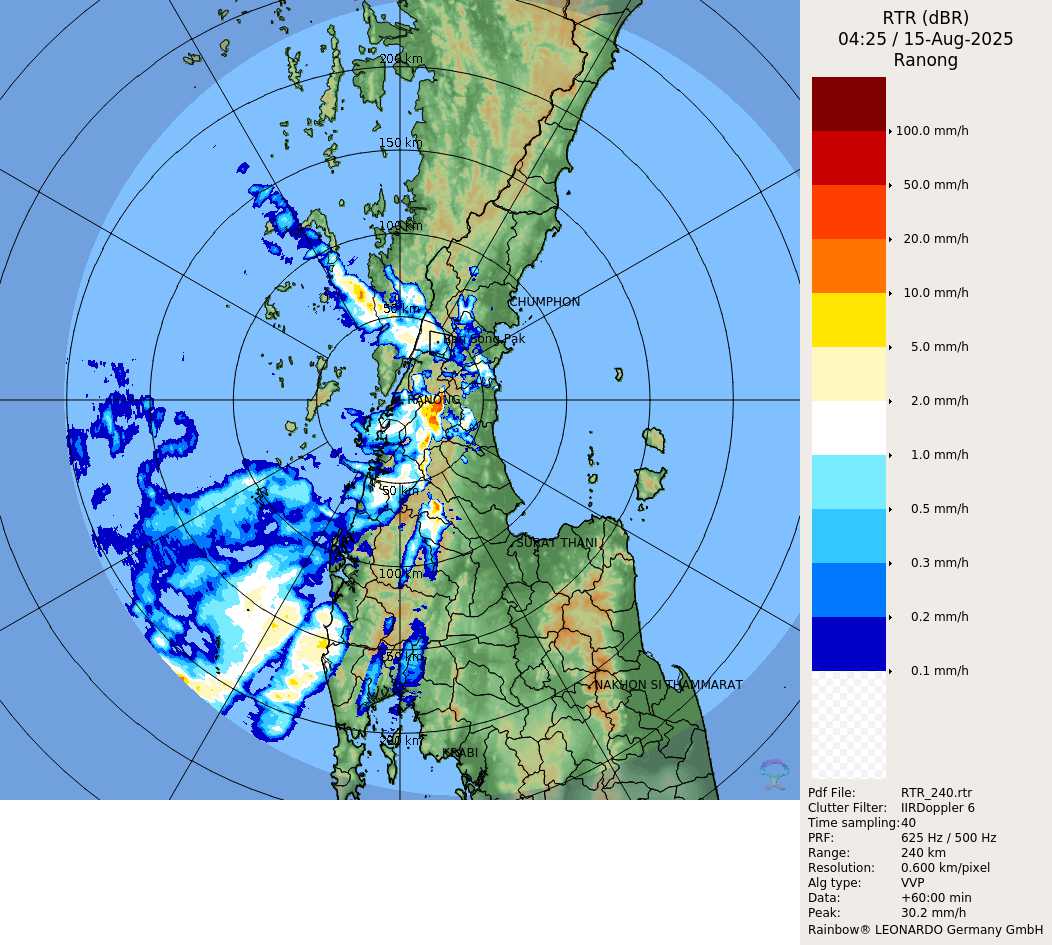 RTR (dBR)
04:25 / 15-Aug-2025
Ranong
100.0 mm/h
50.0 mm/h
20.0 mm/h
10.0 mm/h
5.0 mm/h
2.0 mm/h
1.0 mm/h
0.5 mm/h
0.3 mm/h
0.2 mm/h
0.1 mm/h
200 km
150 km
100 km
50 km
CHUMPHON
Pak
RANONG
50 km
SURAT THANI
100 km
50 km
NAKHON SI THAMMARAT
km
KRABI
Pdf File: RTR_240.rtr
Clutter Filter: IIRDoppler 6
Time sampling: 40
PRF: 625 Hz / 500 Hz
Range: 240 km
Resolution: 0.600 km/pixel
Alg type: VVP
Data: +60:00 min
Peak: 30.2 mm/h
Rainbow® LEONARDO Germany GmbH